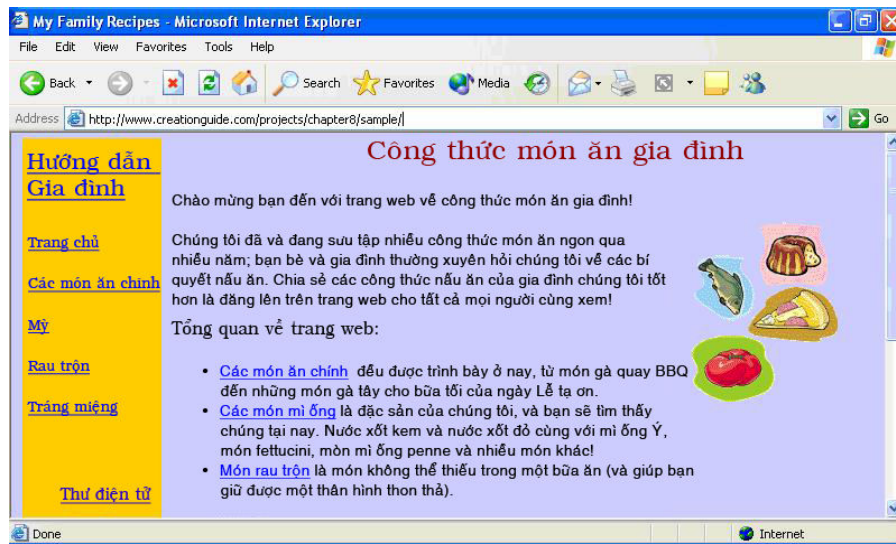 My Family Recipes - Microsoft Internet Explorer
File Edit View Favorites Tools Help
Back Search Favorites Media
Address http://www.creationguide.com/projects/chapter8/sample/ Go
Hướng dẫn
Gia đình
Trang chủ
Các món ăn chính
Mỳ
Rau trộn
Tráng miệng
Thư điện tử
Công thức món ăn gia đình
Chào mừng bạn đến với trang web về công thức món ăn gia đình!
Chúng tôi đã và đang sưu tập nhiều công thức món ăn ngon qua
nhiều năm; bạn bè và gia đình thường xuyên hỏi chúng tôi về các bí
quyết nấu ăn. Chia sẻ các công thức nấu ăn của gia đình chúng tôi tốt
hơn là đăng lên trên trang web cho tất cả mọi người cùng xem!
Tổng quan về trang web:
• Các món ăn chính đều được trình bày ở nay, từ món gà quay BBQ
đến những món gà tây cho bữa tối của ngày Lễ tạ ơn.
• Các món mì ống là đặc sản của chúng tôi, và bạn sẽ tìm thấy
chúng tại nay. Nước xốt kem và nước xốt đỏ cùng với mì ống Ý,
món fettucini, mòn mì ống penne và nhiều món khác!
• Món rau trộn là món không thể thiếu trong một bữa ăn (và giúp bạn
giữ được một thân hình thon thả).
Done Internet